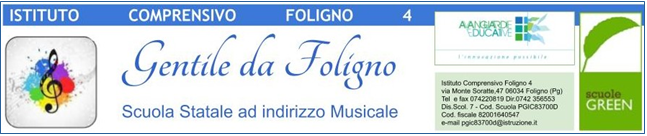 ISTITUTO COMPRENSIVO FOLIGNO 4
Gentile da Foligno
Scuola Statale ad indirizzo Musicale
AVANGUARDIE
EDUCATIVE
l'innovazione possibile
Istituto Comprensivo Foligno 4
via Monte Soratte,47 06034 Foligno (Pg)
Tel e fax 074220819 Dir.0742 356553
Dis.Scol. 7 - Cod. Scuola PGIC83700D
Cod. fiscale 82001640547
e-mail pgic83700d@istruzione.it
scuole
GREEN